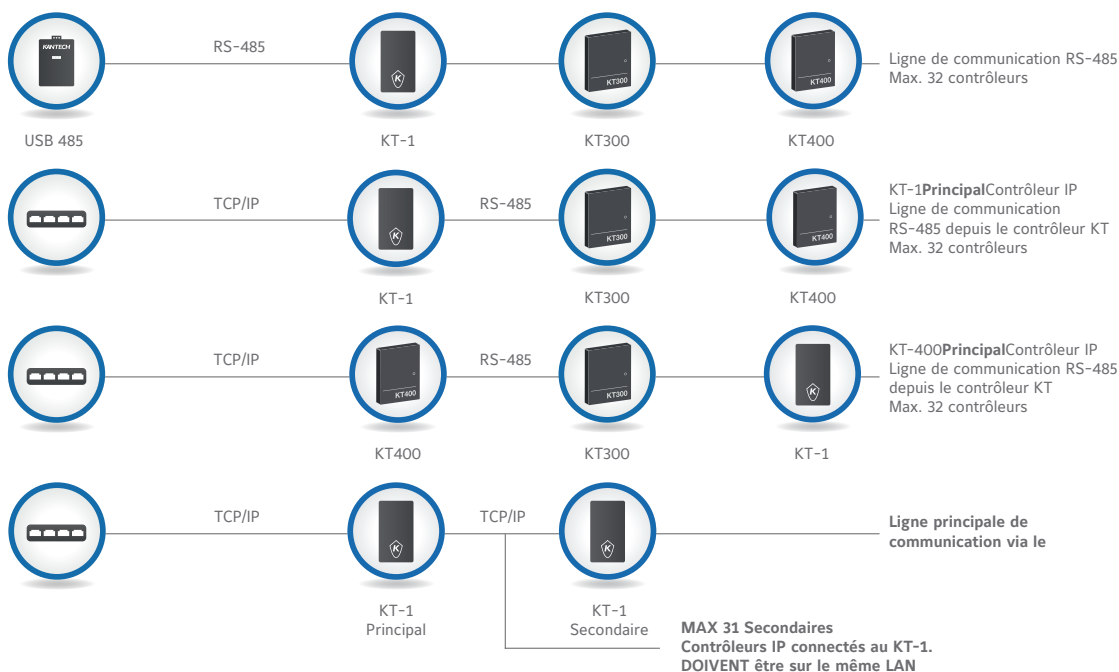 KANTECH
RS-485
KT300
KT400
Ligne de communication RS-485
Max. 32 contrôleurs
USB 485
KT-1
KT300
KT400
TCP/IP
RS-485
KT300
KT400
KT-1PrincipalContrôleur IP
Ligne de communication
RS-485 depuis le contrôleur KT
Max. 32 contrôleurs
KT-1
KT300
KT400
TCP/IP
RS-485
KT400
KT300
KT-400PrincipalContrôleur IP
Ligne de communication RS-485
depuis le contrôleur KT
Max. 32 contrôleurs
KT400
KT300
KT-1
TCP/IP
TCP/IP
Ligne principale de
communication via le
KT-1
Principal
KT-1
Secondaire
MAX 31 Secondaires
Contrôleurs IP connectés au KT-1.
DOIVENT être sur le même LAN